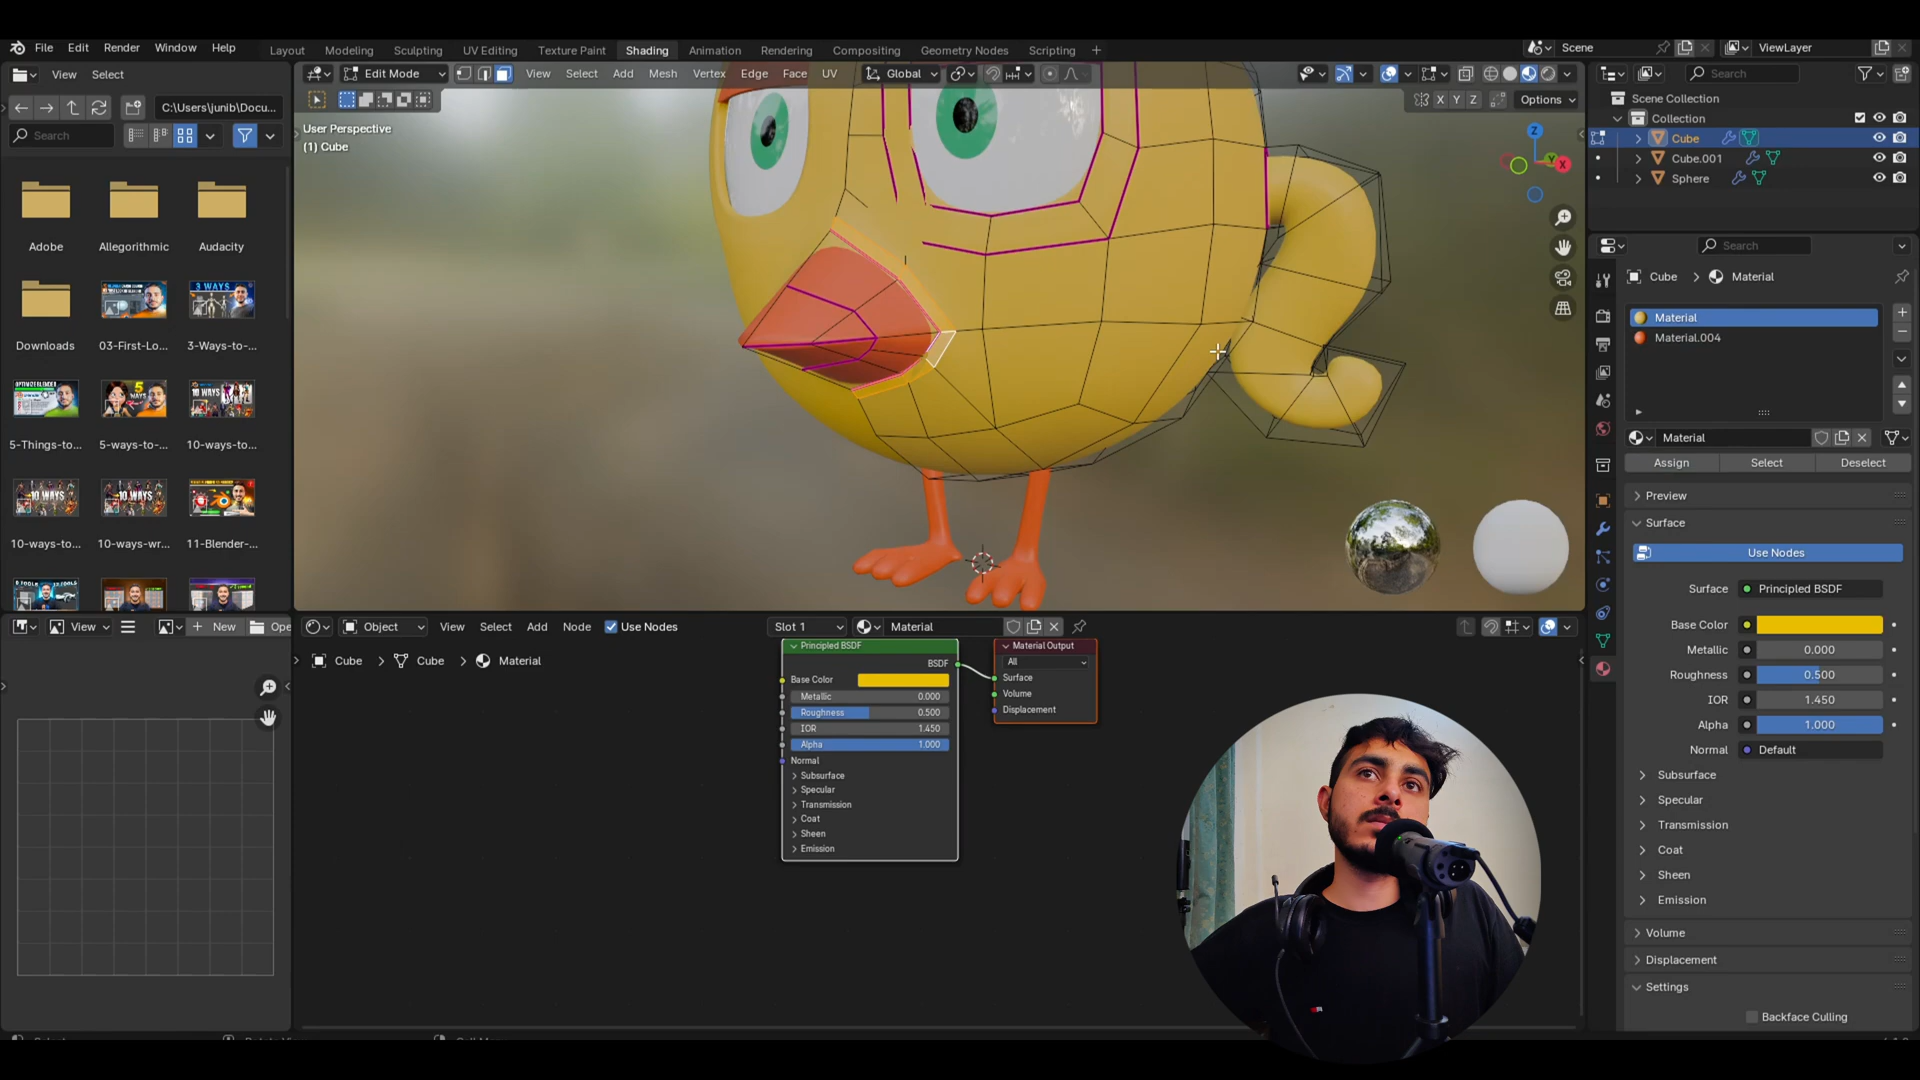 File Edit Render Window Help
Layout Modeling Sculpting UV Editing Texture Paint Shading Animation Rendering Compositing Geometry Nodes Scripting +
Scene
ViewLayer
View Select
Edit Mode
View Select Add Mesh Vertex Edge Face UV
Global
Search
C:\Users\junib\Docu...
Search
X Y Z
Options
User Perspective
(1) Cube
Scene Collection
Collection
Cube
Cube.001
Sphere
Z
Y
X
Adobe
Allegorithmic
Audacity
Downloads
03-First-Lo...
3-Ways-to...
5-Things-to...
5-ways-to-...
10-ways-to...
10-ways-to...
10-ways-wr...
11-Blender-...
3 WAYS
10 WAYS
10 WAYS
Search
Cube > Material
Material
Material.004
Material
Assign
Select
Deselect
Preview
Surface
Use Nodes
Surface
Principled BSDF
Base Color
Metallic
0.000
Roughness
0.500
IOR
1.450
Alpha
1.000
Normal
Default
Subsurface
Specular
Transmission
Coat
Sheen
Emission
Volume
Displacement
Settings
Backface Culling
View
New
Ope
Object
View Select Add Node
Use Nodes
Slot 1
Material
Cube > Cube > Material
Principled BSDF
BSDF
Base Color
Metallic 0.000
Roughness 0.500
IOR 1.450
Alpha 1.000
Normal
Subsurface
Specular
Transmission
Coat
Sheen
Emission
Material Output
All
Surface
Volume
Displacement